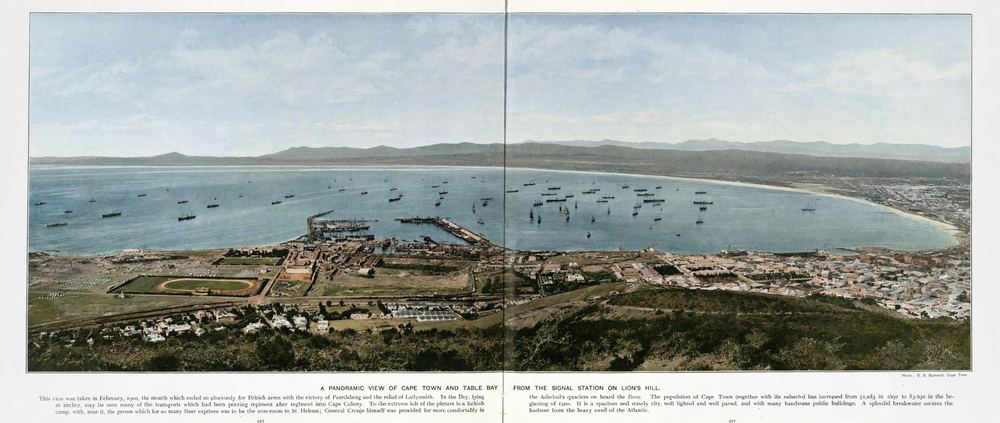 Photo: G. B. Barnard, Cape Town.
A PANORAMIC VIEW OF CAPE TOWN AND TABLE BAY FROM THE SIGNAL STATION ON LION'S HILL.
This view was taken in February, 1900, the month which ended so gloriously for British arms with the victory of Paardeberg and the relief of Ladysmith. In the Bay, lying
at anchor, may be seen many of the transports which had been pouring regiment after regiment into Cape Colony. To the extreme left of the picture is a British
camp, with, near it, the prison which for so many Boer captives was to be the ante-room to St. Helena; General Cronje himself was provided for more comfortably in
the Admiral's quarters on board the Doris. The population of Cape Town (together with its suburbs) has increased from 51,083 in 1891 to 83,898 in the be-
ginning of 1900. It is a spacious and stately city, well lighted and well paved, and with many handsome public buildings. A splendid breakwater secures the
harbour from the heavy swell of the Atlantic.